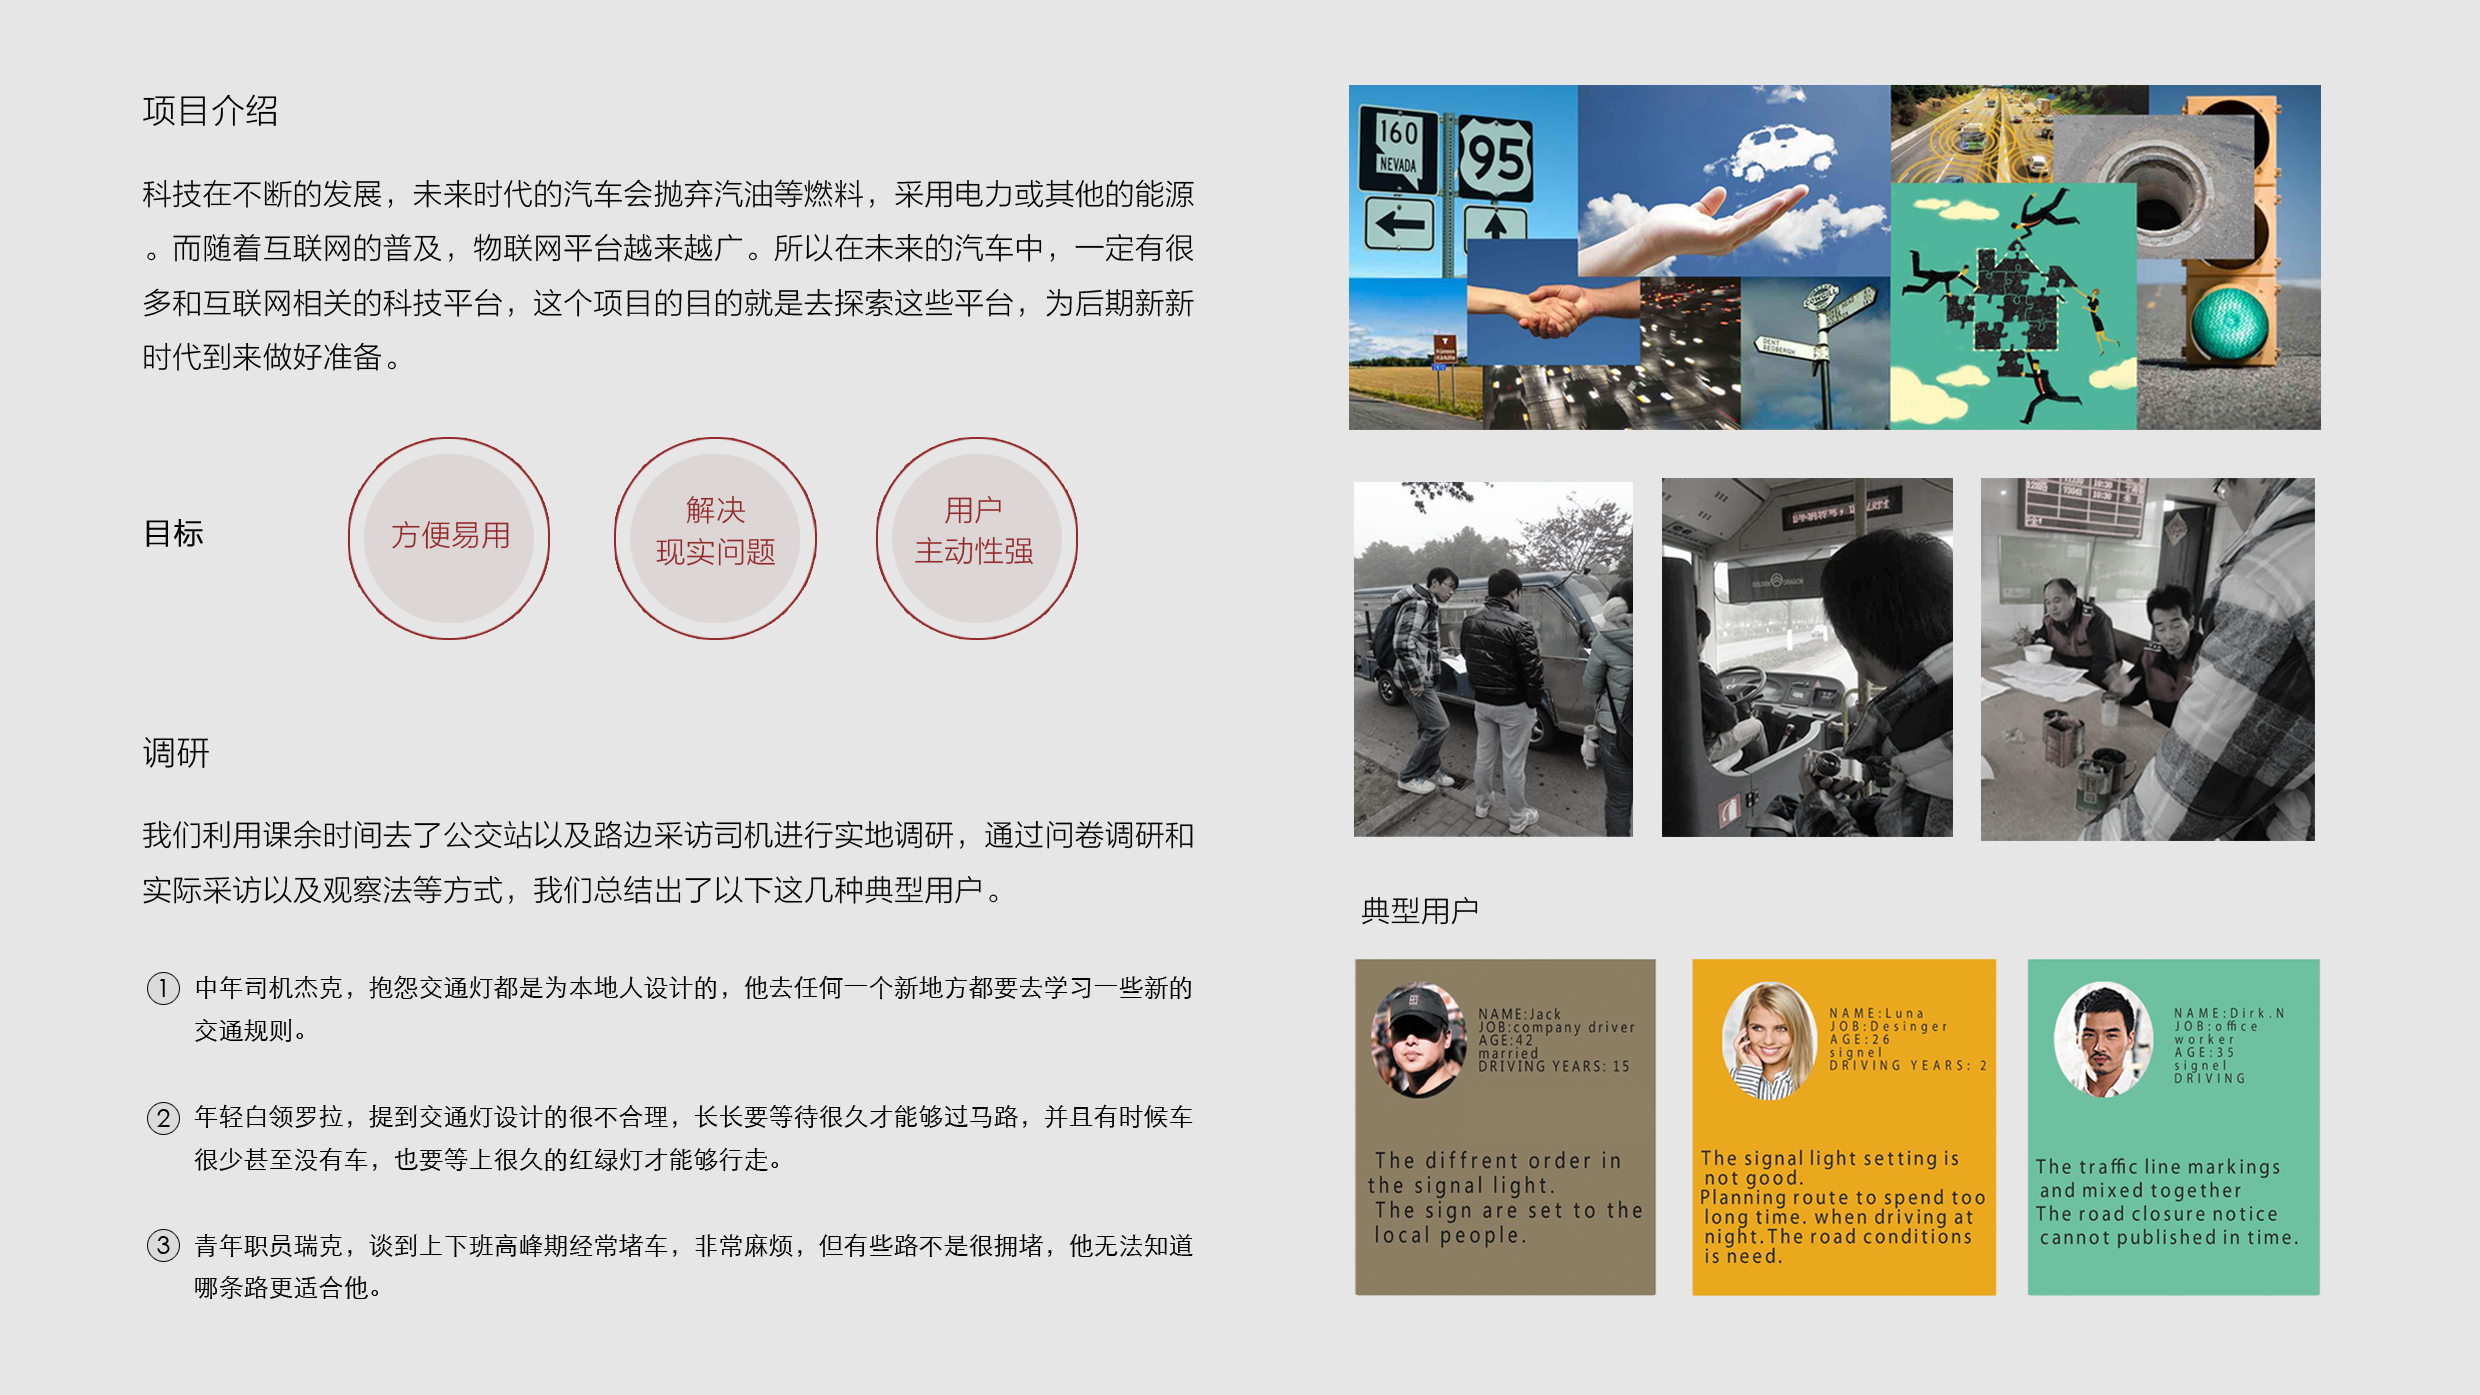 项目介绍
科技在不断的发展，未来时代的汽车会抛弃汽油等燃料，采用电力或其他的能源
。而随着互联网的普及，物联网平台越来越广。所以在未来的汽车中，一定有很
多和互联网相关的科技平台，这个项目的目的就是去探索这些平台，为后期新新
时代到来做好准备。
目标
方便易用
解决
现实问题
用户
主动性强
调研
我们利用课余时间去了公交站以及路边采访司机进行实地调研，通过问卷调研和
实际采访以及观察法等方式，我们总结出了以下这几种典型用户。
① 中年司机杰克，抱怨交通灯都是为本地人设计的，他去任何一个新地方都要去学习一些新的
交通规则。
② 年轻白领罗拉，提到交通灯设计的很不合理，长长要等待很久才能够过马路，并且有时候车
很少甚至没有车，也要等上很久的红绿灯才能够行走。
③ 青年职员瑞克，谈到上下班高峰期经常堵车，非常麻烦，但有些路不是很拥堵，他无法知道
哪条路更适合他。
160
NEVADA
95
DENT
SEDBERGH
GOLDEN DRAGON
典型用户
NAME:Jack
JOB:company driver
AGE:42
married
DRIVING YEARS: 15
The diffrent order in
the signal light.
The sign are set to the
local people.
NAME:Luna
JOB:Desinger
AGE:26
signel
DRIVING YEARS: 2
The signal light setting is
not good.
Planning route to spend too
long time. when driving at
night.The road conditions
is need.
NAME:Dirk.N
JOB:office
worker
AGE:35
signel
DRIVING
The traffic line markings
and mixed together
The road closure notice
cannot published in time.